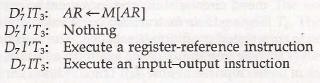 D′₇IT₃: AR ← M[AR]
D′₇I′T₃: Nothing
D₇I′T₃: Execute a register-reference instruction
D₇IT₃: Execute an input–output instruction